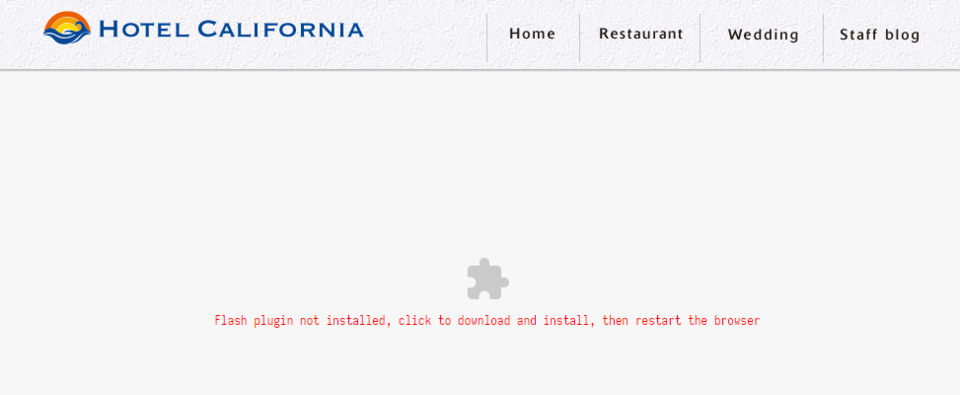 HOTEL CALIFORNIA
Home
Restaurant
Wedding
Staff blog
Flash plugin not installed, click to download and install, then restart the browser